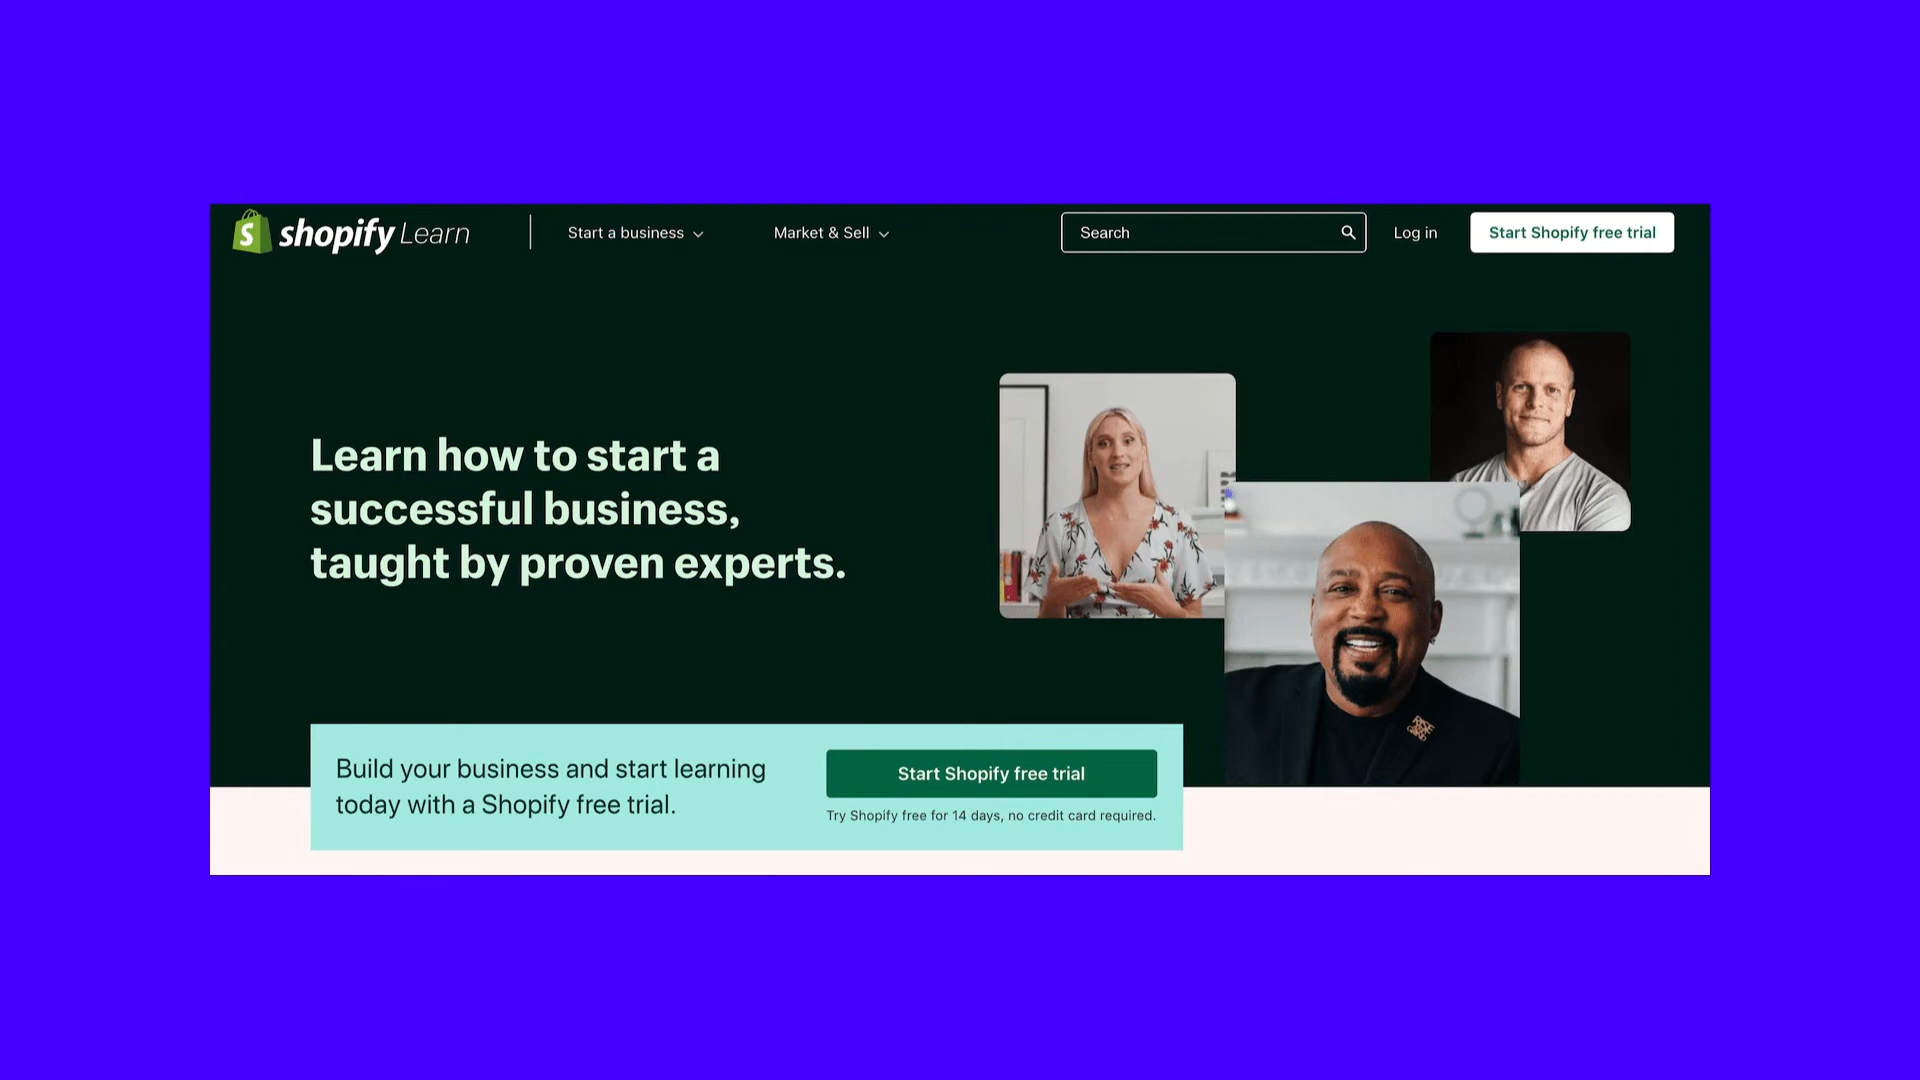 shopify Learn
Start a business
Market & Sell
Search
Log in
Start Shopify free trial
Learn how to start a
successful business,
taught by proven experts.
Build your business and start learning
today with a Shopify free trial.
Start Shopify free trial
Try Shopify free for 14 days, no credit card required.